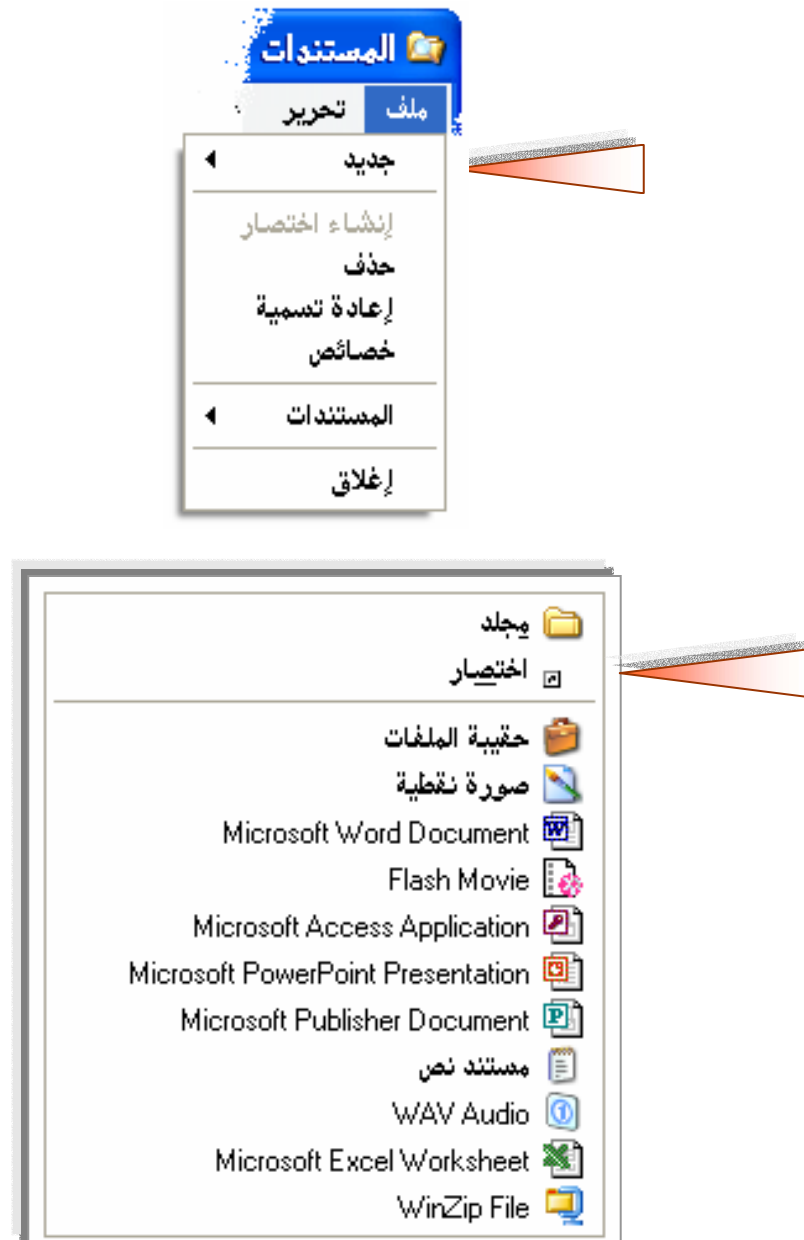 المستندات
ملف تحرير
جديد
إنشاء اختصار
حذف
إعادة تسمية
خصائص
المستندات
إغلاق
مجلد
اختصار
حقيبة الملفات
صورة نقطية
Microsoft Word Document
Flash Movie
Microsoft Access Application
Microsoft PowerPoint Presentation
Microsoft Publisher Document
مستند نص
WAV Audio
Microsoft Excel Worksheet
WinZip File